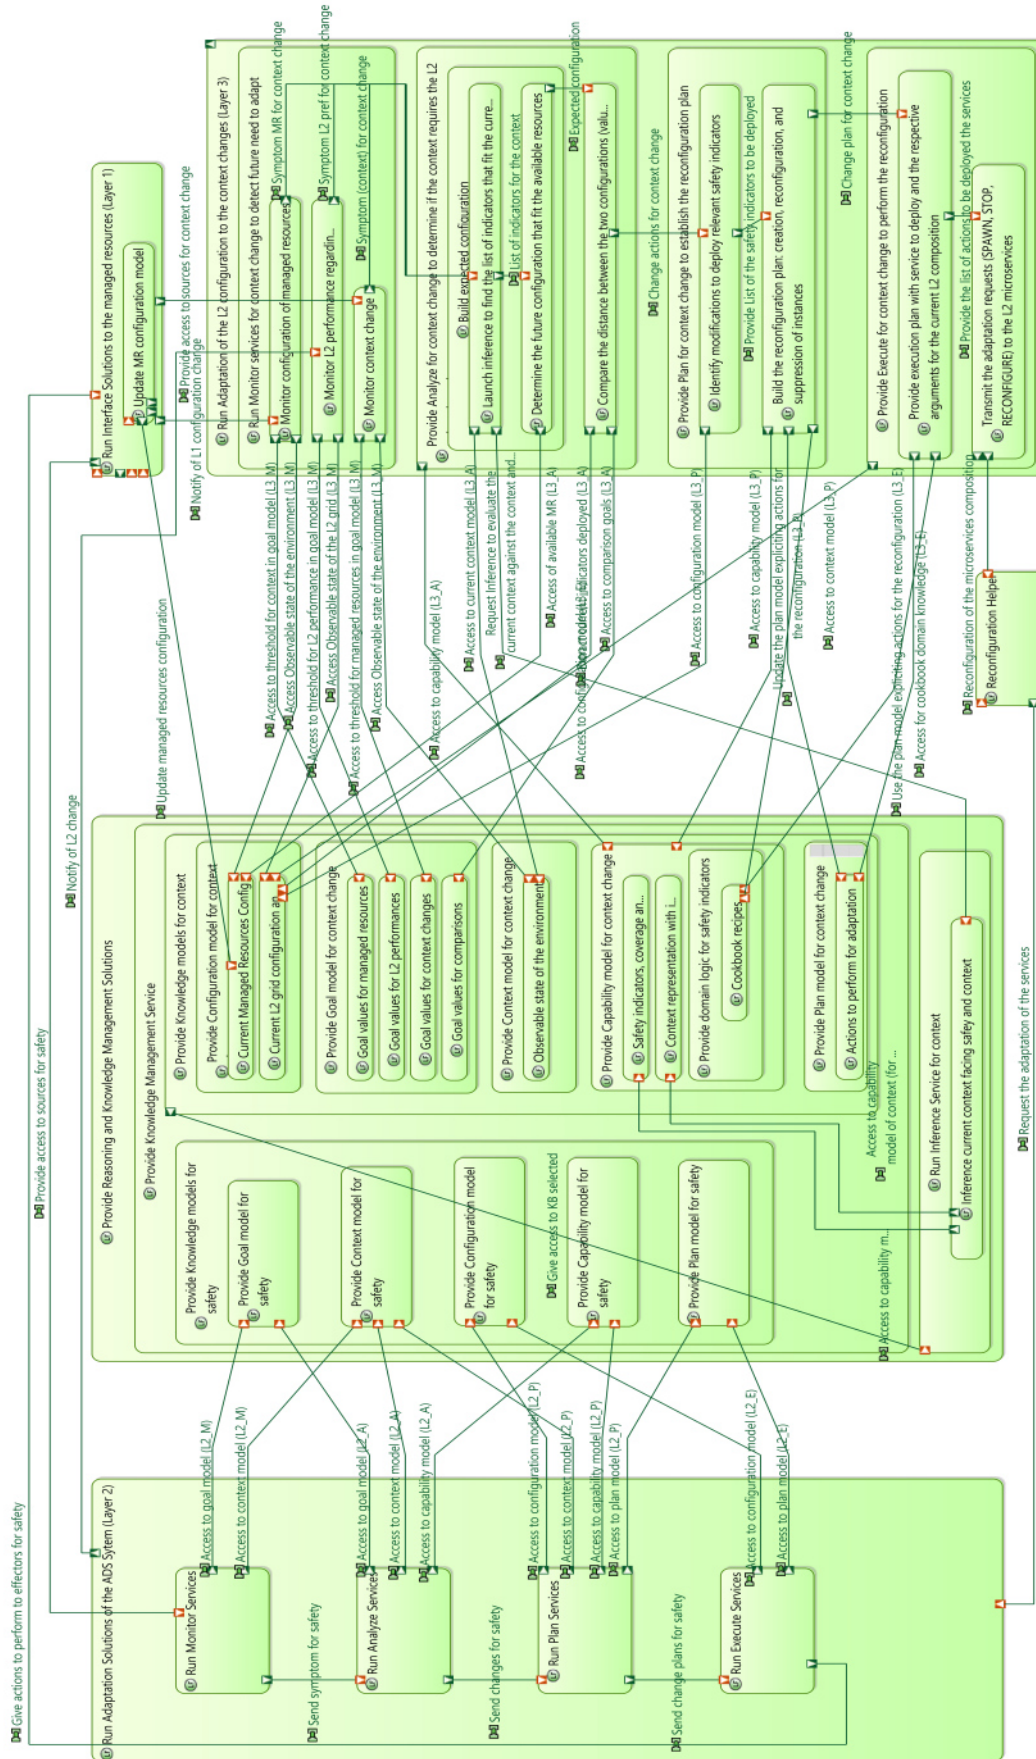 Give actions to perform to effectors for safety
Provide access to sources for safety
Notify of L2 change
Run Adaptation Solutions of the ADS Sytem (Layer 2)
Run Monitor Services
Access to goal model (L2_M)
Access to context model (L2_M)
Send symptom for safety
Run Analyze Services
Access to goal model (L2_A)
Access to context model (L2_A)
Access to capability model (L2_A)
Send changes for safety
Run Plan Services
Access to configuration model (L2_P)
Access to context model (L2_P)
Access to capability model (L2_P)
Access to plan model (L2_P)
Send change plans for safety
Run Execute Services
Access to configuration model (L2_E)
Access to plan model (L2_E)
Provide Reasoning and Knowledge Management Solutions
Provide Knowledge Management Service
Provide Knowledge models for
safety
Provide Goal model for
safety
Provide Context model for
safety
Provide Configuration model
for safety
Give access to KB selected
Provide Capability model for
safety
Provide Plan model for safety
Access to capability m...
Access to capability
model of context (for ...
Provide Knowledge models for context
Provide Configuration model for context
Current Managed Resources Config
Current L2 grid configuration an
Provide Goal model for context change
Goal values for managed resources
Goal values for L2 performances
Goal values for context changes
Goal values for comparisons
Provide Context model for context change
Observable state of the environment
Provide Capability model for context change
Safety indicators, coverage an...
Context representation with i...
Provide domain logic for safety indicators
Cookbook recipes
Provide Plan model for context change
Actions to perform for adaptation
Run Inference Service for context
Inference current context facing safey and context
Request the adaptation of the services
Update managed resources configuration
Access to threshold for context in goal model (L3_M)
Access Observable state of the environment (L3_M)
Access to threshold for L2 performance in goal model (L3_M)
Access Observable state of the L2 grid (L3_M)
Access to threshold for managed resources in goal model (L3_M)
Access Observable state of the environment (L3_A)
Access to capability model (L3_A)
Access to current context model (L3_A)
Request Inference to evaluate the
current context against the context and...
Access of available MR (L3_A)
indicators deployed (L3_A)
Access to comparison goals (L3_A)
Access to configuration model (L3_P)
Access to capability model (L3_P)
Update the plan model expliciting actions for
the reconfiguration (L3_P)
Access to context model (L3_P)
Use the plan model expliciting actions for the reconfiguration (L3_E)
Access for cookbook domain knowledge (L3_E)
Reconfiguration of the microservices composition
Reconfiguration Helper
Run Interface Solutions to the managed resources (Layer 1)
Update MR configuration model
Provide access to sources for context change
Notify of L1 configuration change
Run Adaptation of the L2 configuration to the context changes (Layer 3)
Run Monitor services for context change to detect future need to adapt
Monitor configuration of managed resources
Symptom MR for context change
Monitor L2 performance regardin...
Symptom L2 pref for context change
Monitor context change
Symptom (context) for context change
Provide Analyze for context change to determine if the context requires the L2
Build expected configuration
Launch inference to find the list of indicators that fit the curre...
List of indicators for the context
Determine the future configuration that fit the available resources
Expected configuration
Compare the distance between the two configurations (valu...
Change actions for context change
Provide Plan for context change to establish the reconfiguration plan
Identify modifications to deploy relevant safety indicators
Provide List of the safety indicators to be deployed
Build the reconfiguration plan: creation, reconfiguration, and
suppression of instances
Change plan for context change
Provide Execute for context change to perform the reconfiguration
Provide execution plan with service to deploy and the respective
arguments for the current L2 composition
Provide the list of actions to be deployed the services
Transmit the adaptation requests (SPAWN, STOP,
RECONFIGURE) to the L2 microservices